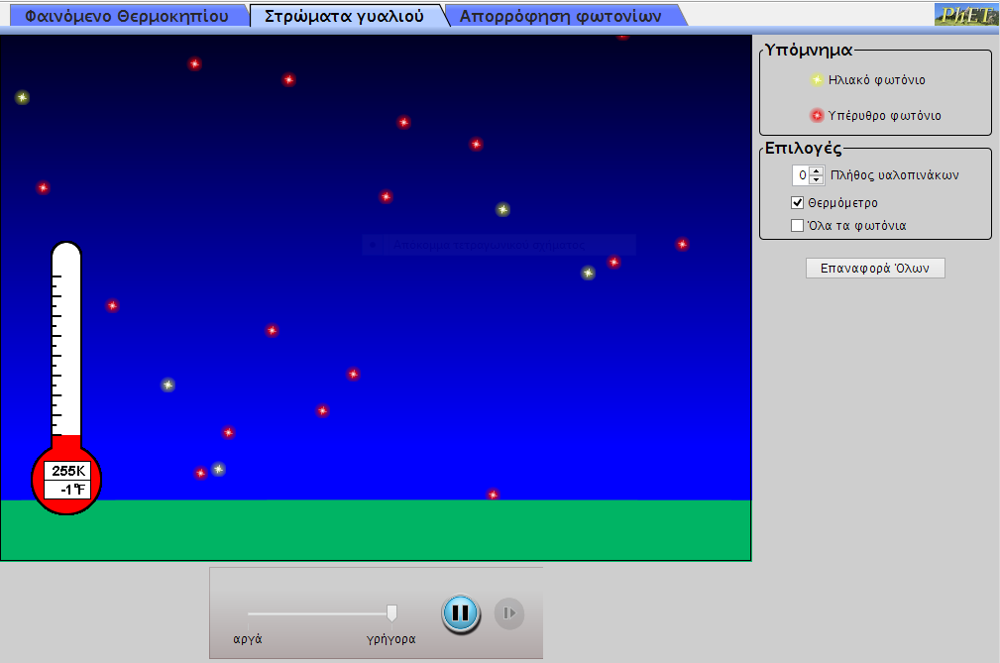 Φαινόμενο Θερμοκηπίου
Στρώματα γυαλιού
Απορρόφηση φωτονίων
PhET
Υπόμνημα
Ηλιακό φωτόνιο
Υπέρυθρο φωτόνιο
Επιλογές
0 Πλήθος υαλοπινάκων
Θερμόμετρο
Όλα τα φωτόνια
Επαναφορά Όλων
255K
-1°F
αργά
γρήγορα